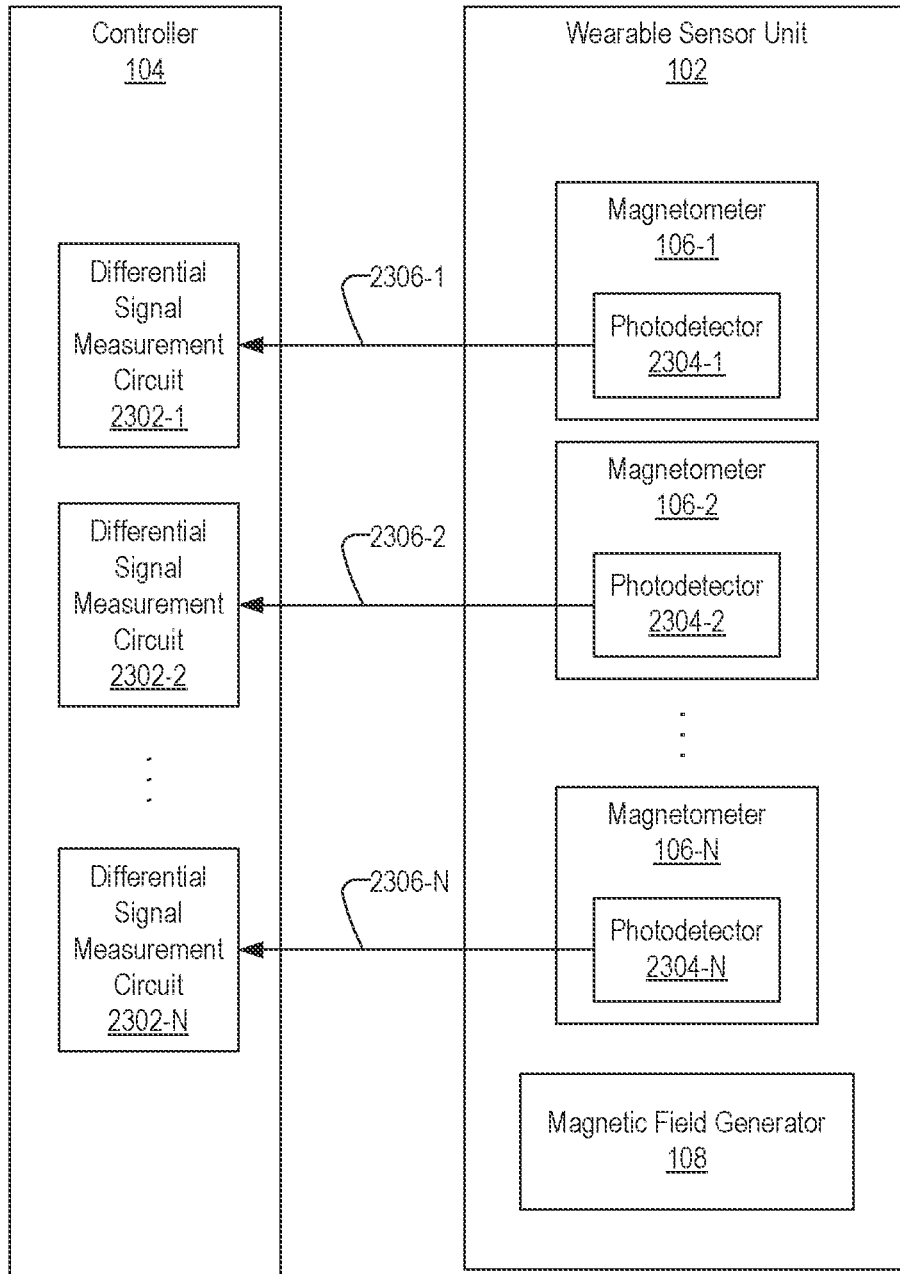 Controller
104
Differential
Signal
Measurement
Circuit
2302-1
Differential
Signal
Measurement
Circuit
2302-2
Differential
Signal
Measurement
Circuit
2302-N
2306-1
2306-2
2306-N
Wearable Sensor Unit
102
Magnetometer
106-1
Photodetector
2304-1
Magnetometer
106-2
Photodetector
2304-2
Magnetometer
106-N
Photodetector
2304-N
Magnetic Field Generator
108